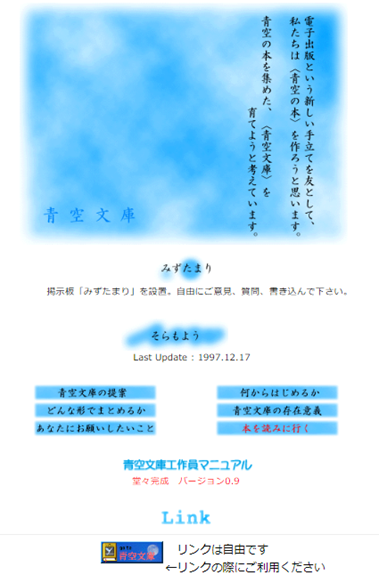 電子出版という新しい手立てを友として、
私たちは〈青空の本〉を作ろうと思います。
青空の本を集めた、〈青空文庫〉を
育てようと考えています。
青空文庫
みずたまり
掲示板「みずたまり」を設置。自由にご意見、質問、書き込んで下さい。
そらもよう
Last Update : 1997.12.17
青空文庫の提案
何からはじめるか
どんな形でまとめるか
青空文庫の存在意義
あなたにお願いしたいこと
本を読みに行く
青空文庫工作員マニュアル
堂々完成　バージョン0.9
Link
青空文庫
リンクは自由です
←リンクの際にご利用ください